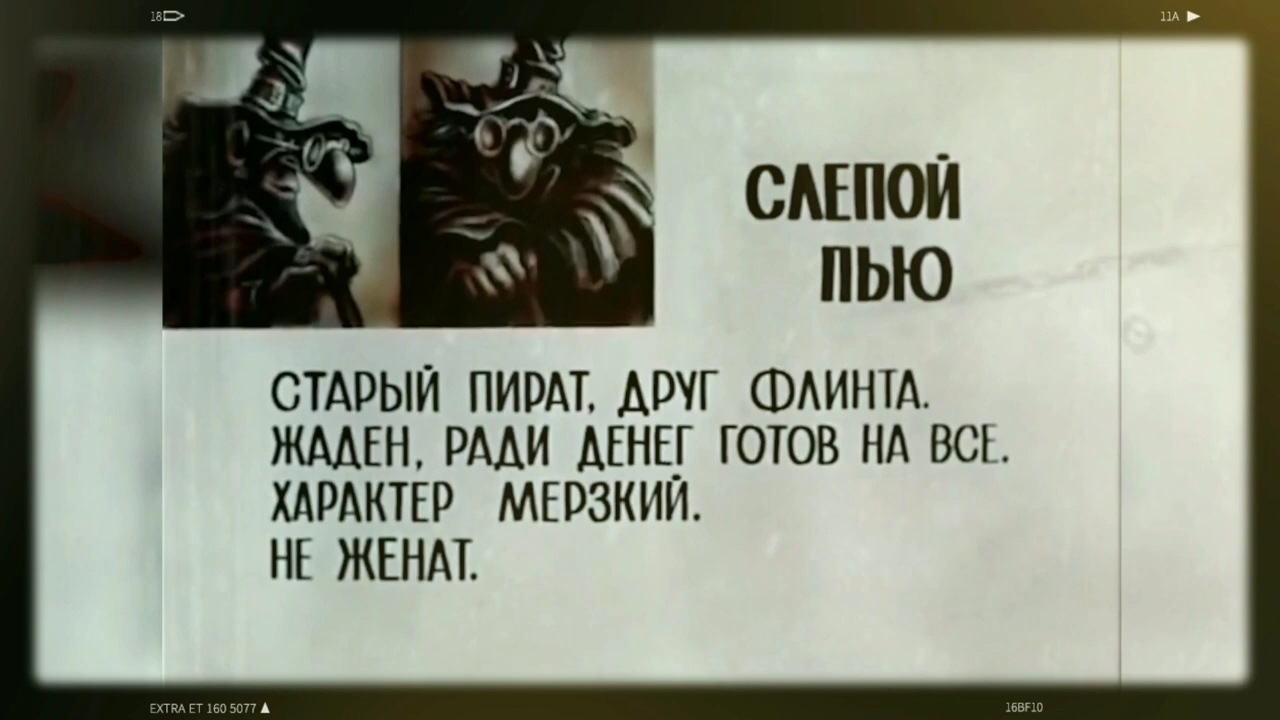 18
11A
СЛЕПОЙ
ПЬЮ
СТАРЫЙ ПИРАТ, ДРУГ ФЛИНТА.
ЖАДЕН, РАДИ ДЕНЕГ ГОТОВ НА ВСЕ.
ХАРАКТЕР МЕРЗКИЙ.
НЕ ЖЕНАТ.
EXTRA ET 160 5077
16BF10